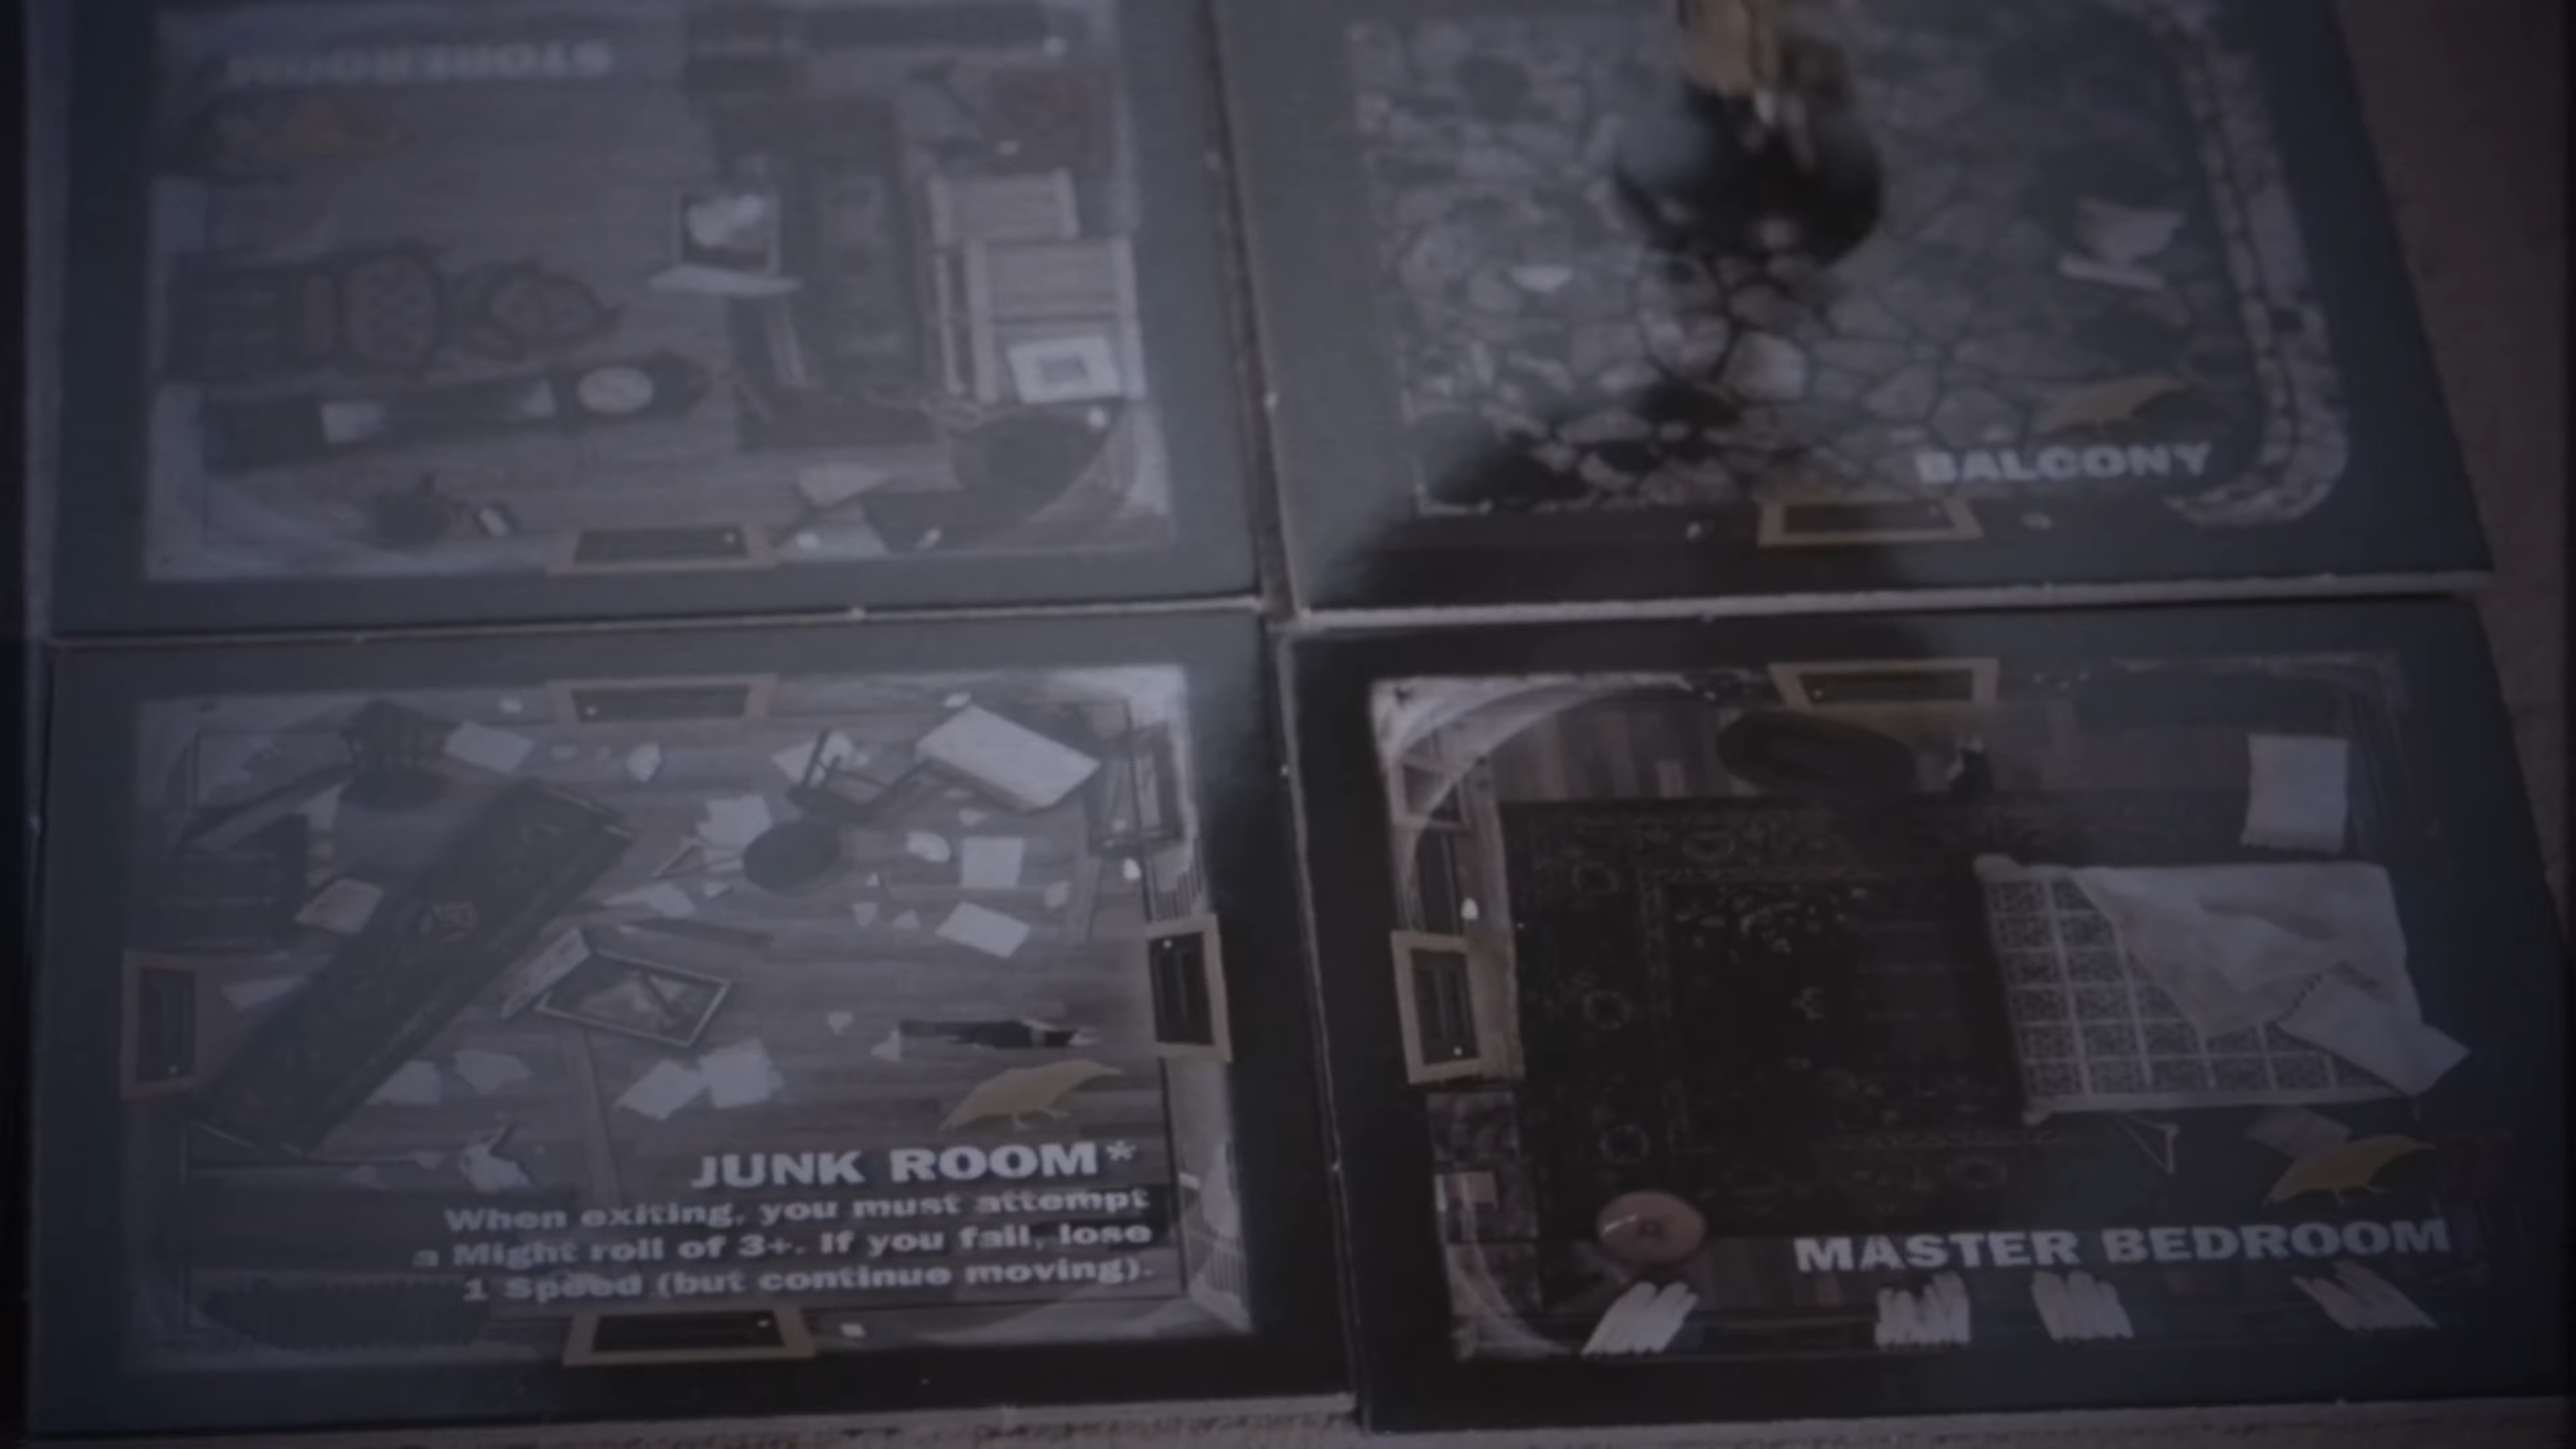 STOREROOM
BALCONY
JUNK ROOM*
When exiting, you must attempt
a Might roll of 3+. If you fail, lose
1 Speed (but continue moving).
MASTER BEDROOM